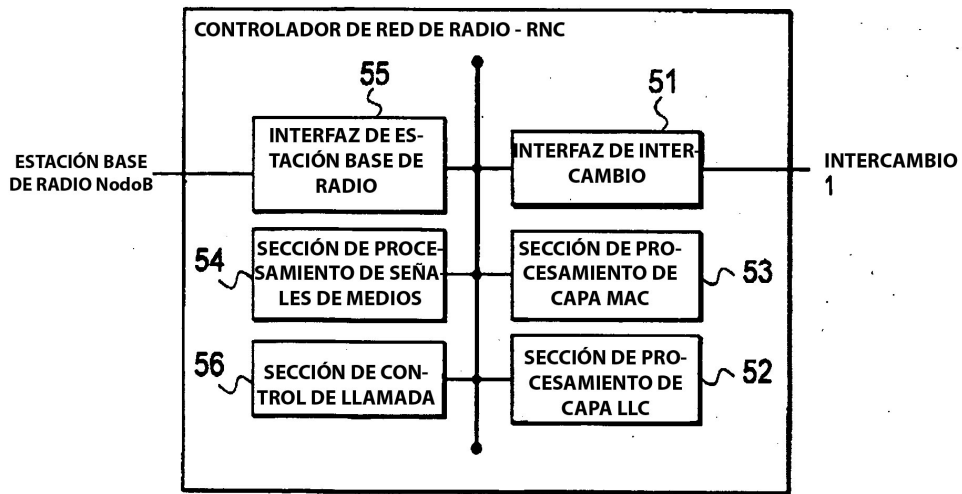 CONTROLADOR DE RED DE RADIO - RNC
55
51
INTERFAZ DE ES-
TACIÓN BASE DE
RADIO
INTERFAZ DE INTER-
CAMBIO
ESTACIÓN BASE
DE RADIO NodoB
INTERCAMBIO
1
54
SECCIÓN DE PROCE-
SAMIENTO DE SEÑA-
LES DE MEDIOS
SECCIÓN DE PRO-
CESAMIENTO DE
CAPA MAC
53
56
SECCIÓN DE CON-
TROL DE LLAMADA
SECCIÓN DE PRO-
CESAMIENTO DE
CAPA LLC
52